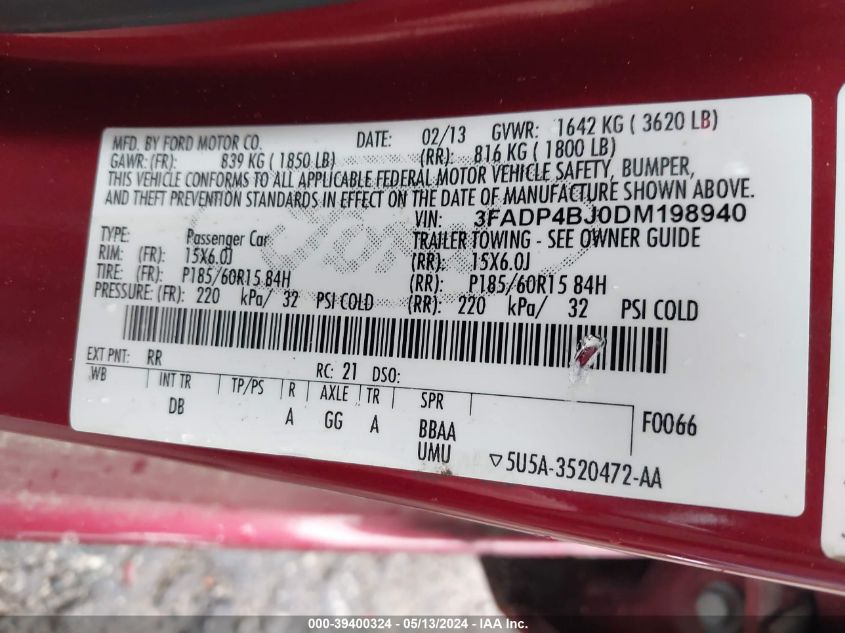 MFD. BY FORD MOTOR CO. DATE: 02/13 GVWR: 1642 KG ( 3620 LB)
GAWR: (FR): 839 KG ( 1850 LB) (RR): 816 KG ( 1800 LB)
THIS VEHICLE CONFORMS TO ALL APPLICABLE FEDERAL MOTOR VEHICLE SAFETY, BUMPER,
AND THEFT PREVENTION STANDARDS IN EFFECT ON THE DATE OF MANUFACTURE SHOWN ABOVE.
VIN: 3FADP4BJ0DM198940
TYPE: Passenger Car TRAILER TOWING - SEE OWNER GUIDE
RIM: (FR): 15X6.0J (RR): 15X6.0J
TIRE: (FR): P185/60R15 84H (RR): P185/60R15 84H
PRESSURE: (FR): 220 kPa/ 32 PSI COLD (RR): 220 kPa/ 32 PSI COLD
EXT PNT: RR RC: 21 DSO:
WB INT TR TP/PS R AXLE TR SPR
DB A GG A BBAA F0066
UMU ▽5U5A-3520472-AA
000-39400324 — 05/13/2024 — IAA, Inc.